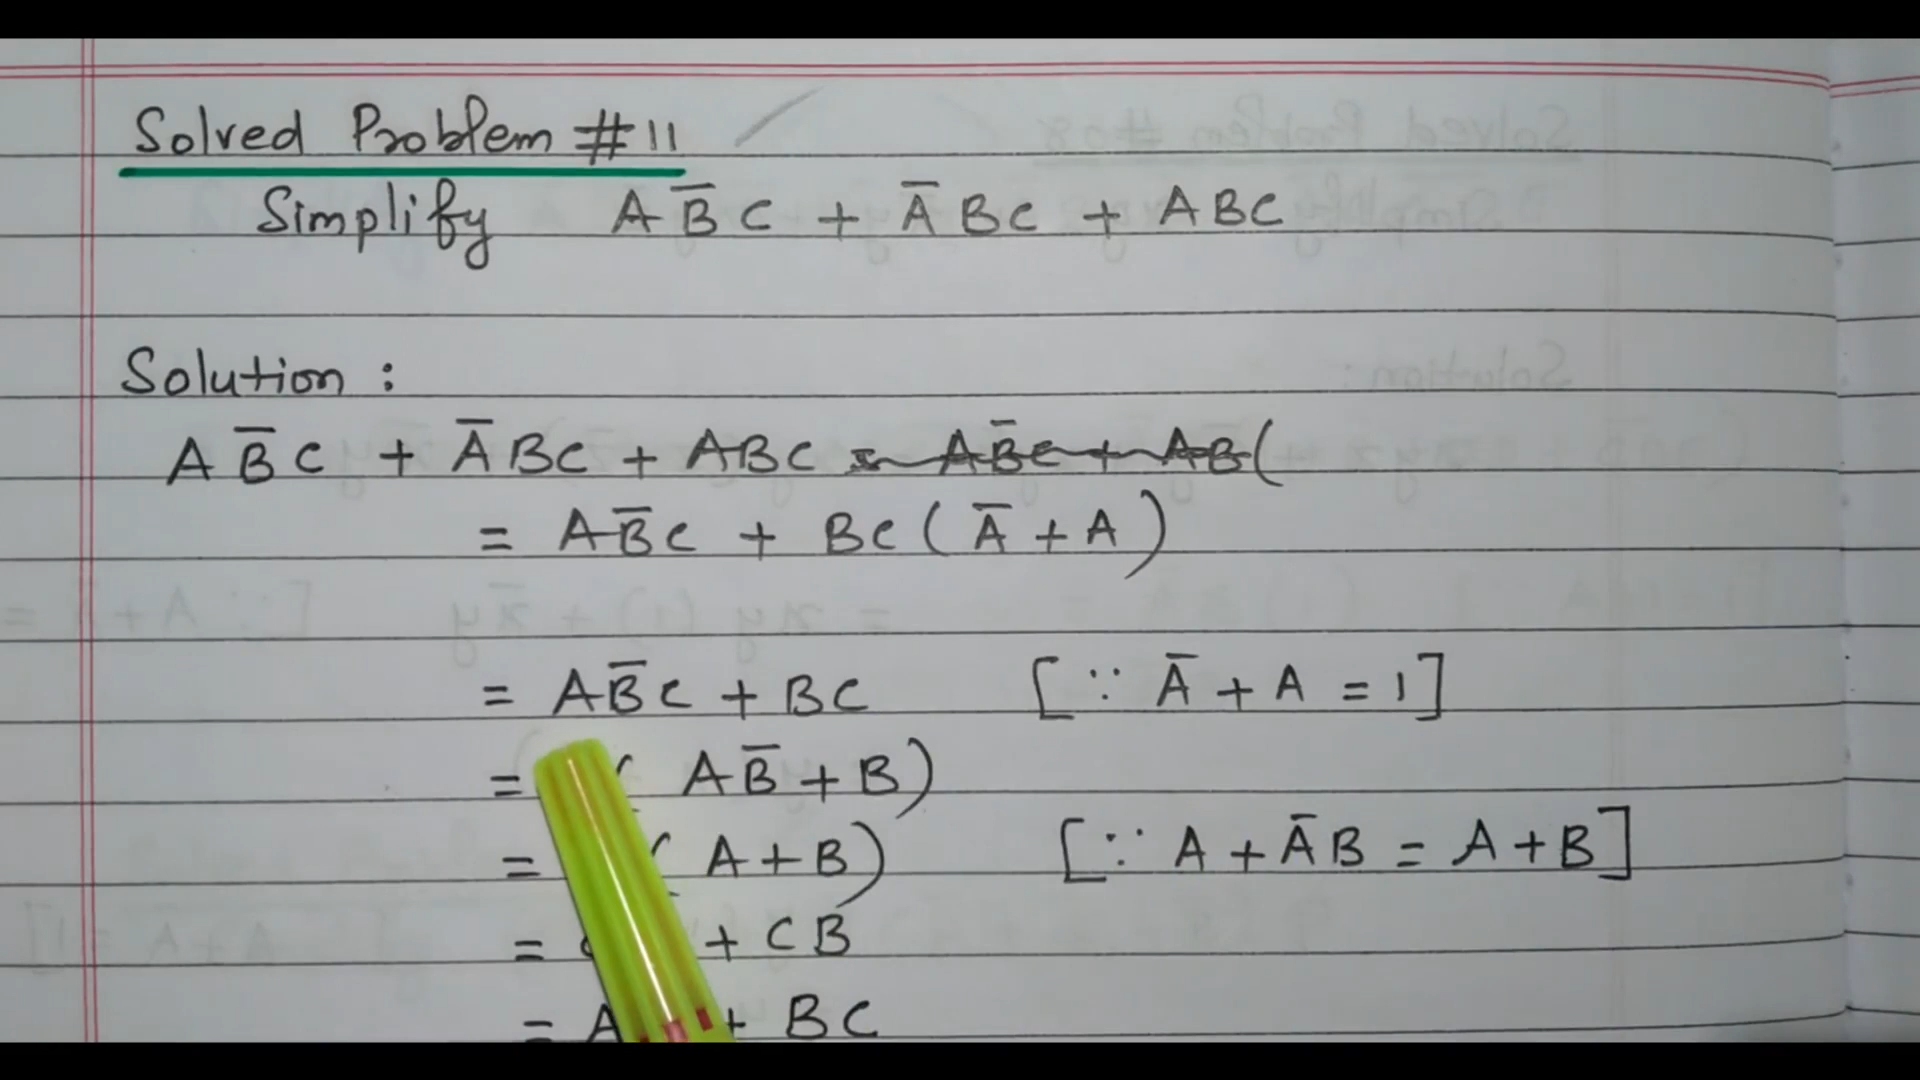 Solved Problem #11
Simplify A B̅ C + A̅ B C + A B C
Solution :
A B̅ C + A̅ B C + A B C = A B̅ C + A B (
= A B̅ C + B C ( A̅ + A )
= A B̅ C + B C [ ∵ A̅ + A = 1 ]
= ( A B̅ + B )
= ( A + B ) [ ∵ A + A̅ B = A + B ]
= + C B
= A + B C